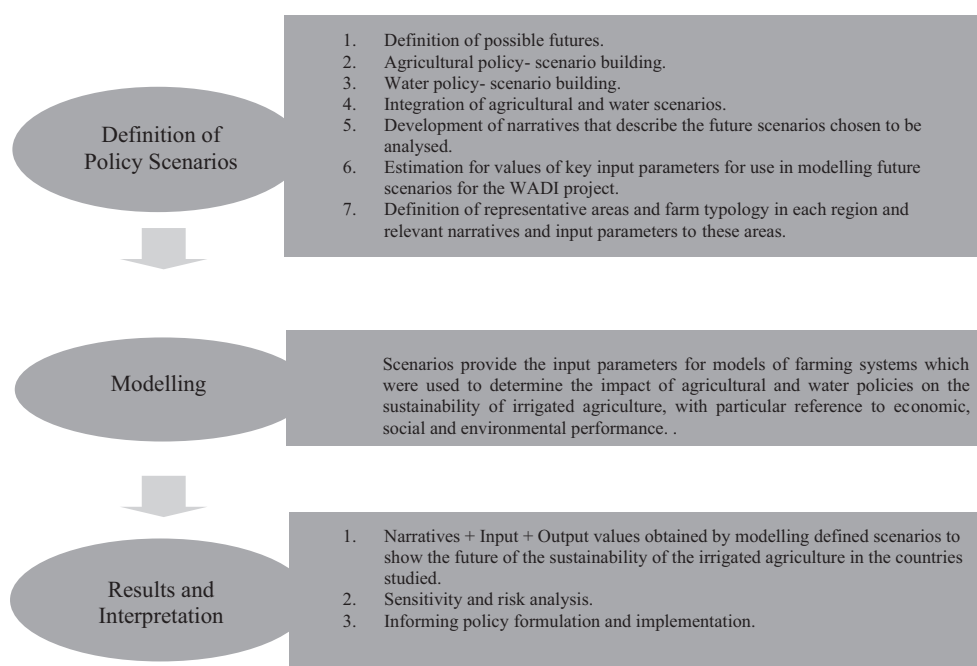 Definition of
Policy Scenarios
1. Definition of possible futures.
2. Agricultural policy- scenario building.
3. Water policy- scenario building.
4. Integration of agricultural and water scenarios.
5. Development of narratives that describe the future scenarios chosen to be
analysed.
6. Estimation for values of key input parameters for use in modelling future
scenarios for the WADI project.
7. Definition of representative areas and farm typology in each region and
relevant narratives and input parameters to these areas.
Modelling
Scenarios provide the input parameters for models of farming systems which
were used to determine the impact of agricultural and water policies on the
sustainability of irrigated agriculture, with particular reference to economic,
social and environmental performance. .
Results and
Interpretation
1. Narratives + Input + Output values obtained by modelling defined scenarios to
show the future of the sustainability of the irrigated agriculture in the countries
studied.
2. Sensitivity and risk analysis.
3. Informing policy formulation and implementation.